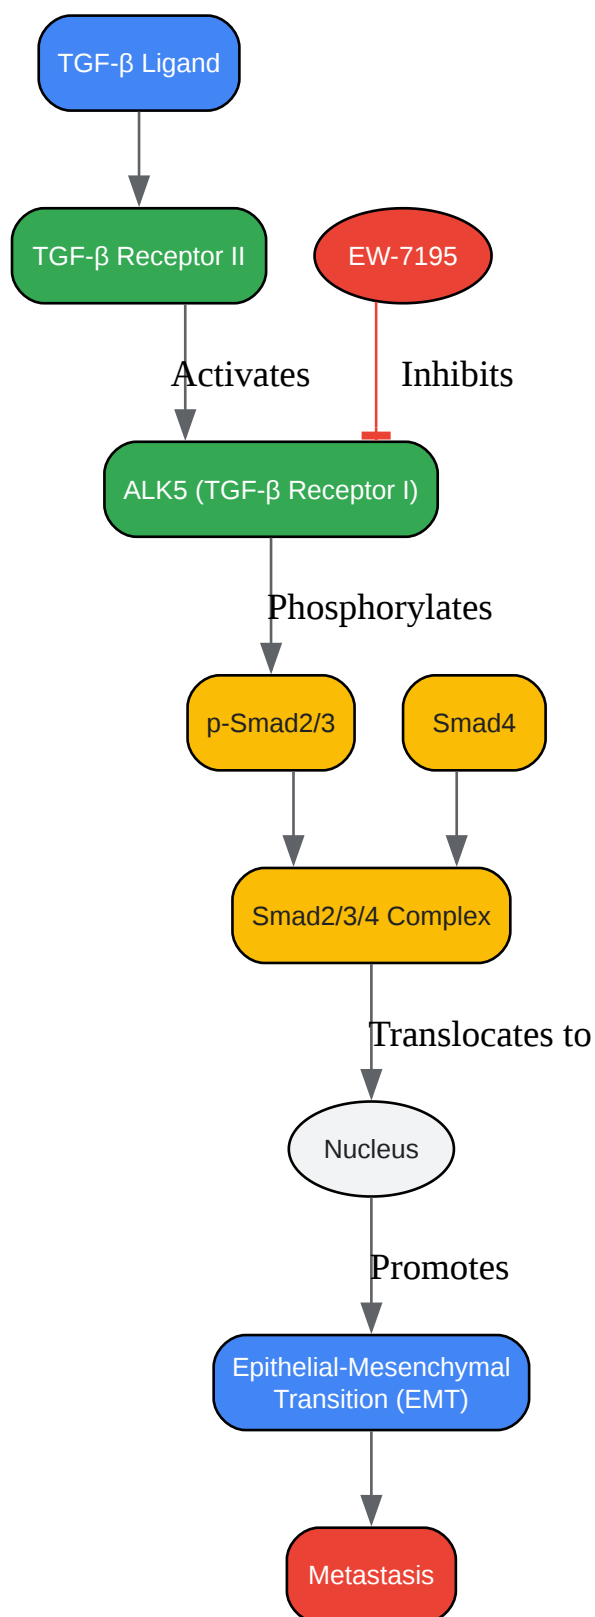 TGF-β Ligand
TGF-β Receptor II
EW-7195
Activates
Inhibits
ALK5 (TGF-β Receptor I)
Phosphorylates
p-Smad2/3
Smad4
Smad2/3/4 Complex
Translocates to
Nucleus
Promotes
Epithelial-Mesenchymal
Transition (EMT)
Metastasis